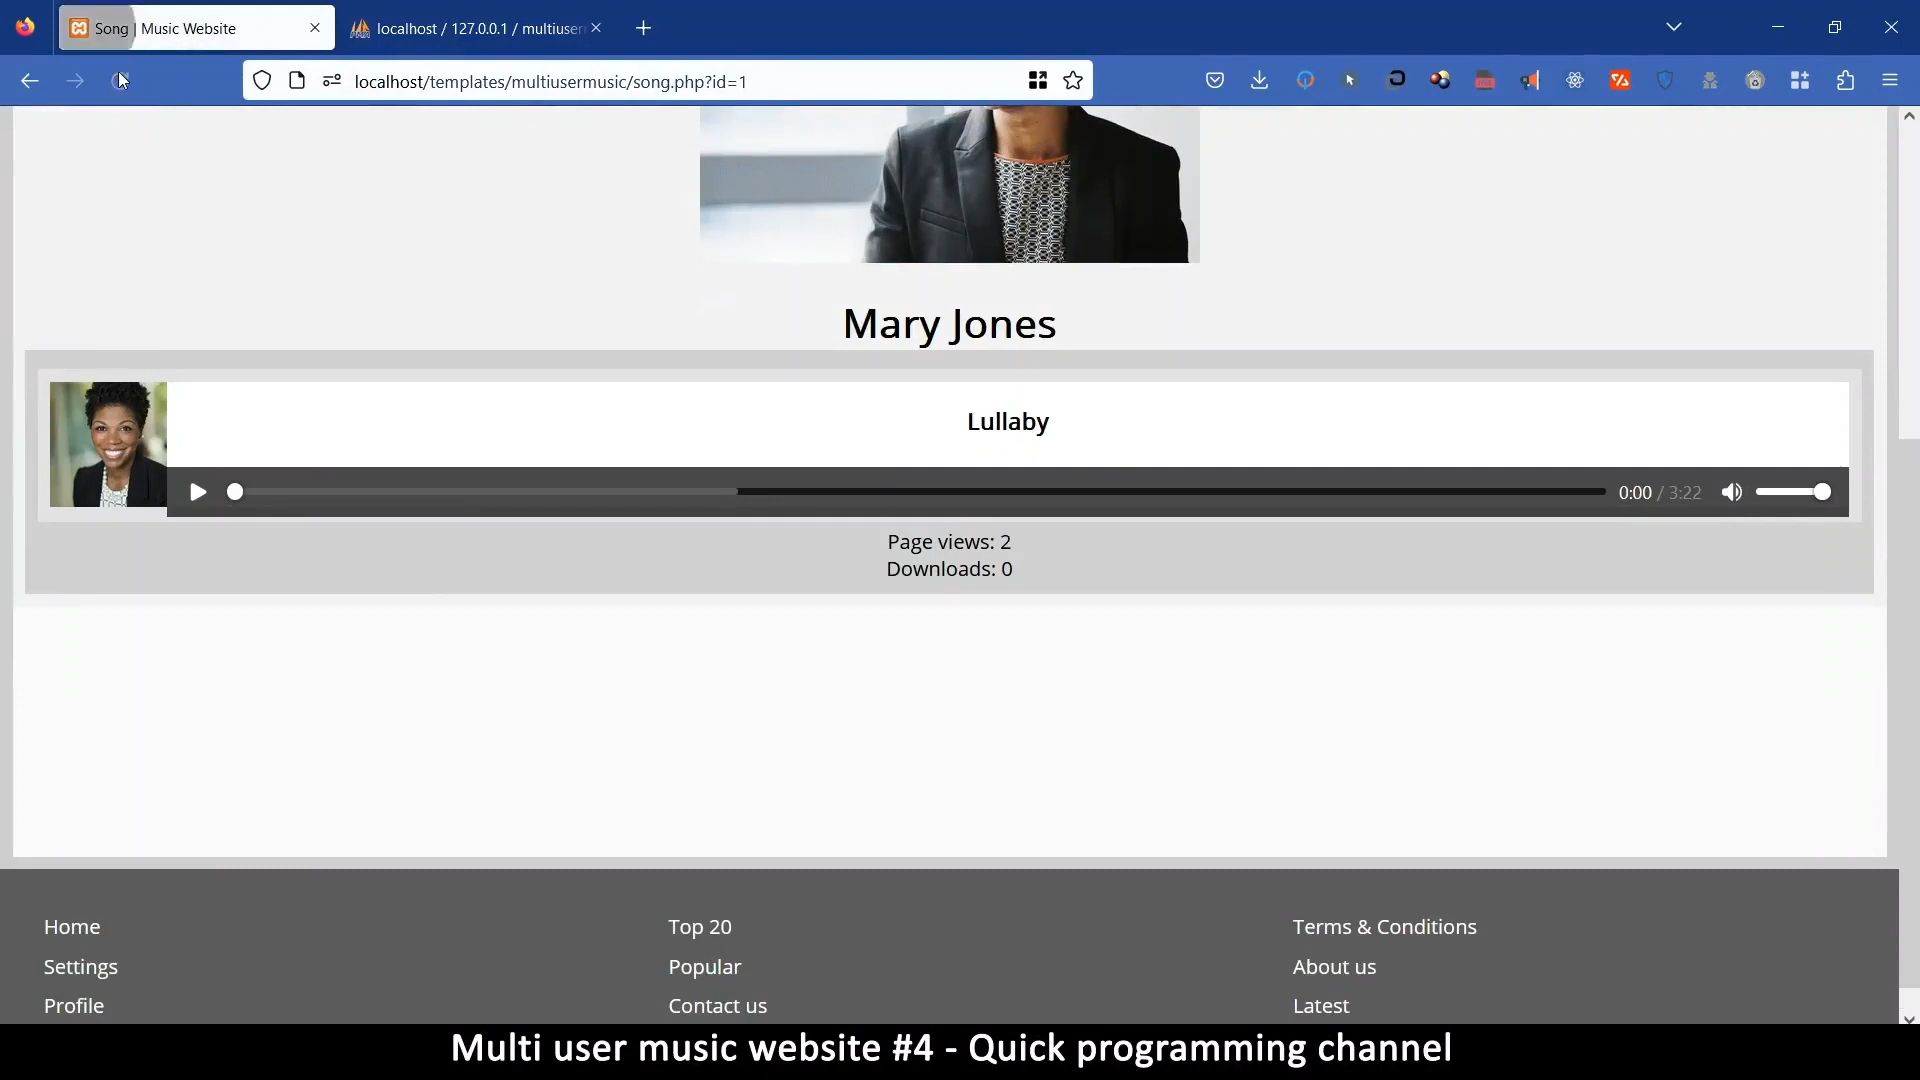 Song | Music Website
localhost / 127.0.0.1 / multiuser
localhost/templates/multiusermusic/song.php?id=1
Mary Jones
Lullaby
0:00 / 3:22
Page views: 2
Downloads: 0
Home
Top 20
Terms & Conditions
Settings
Popular
About us
Profile
Contact us
Latest
Multi user music website #4 - Quick programming channel